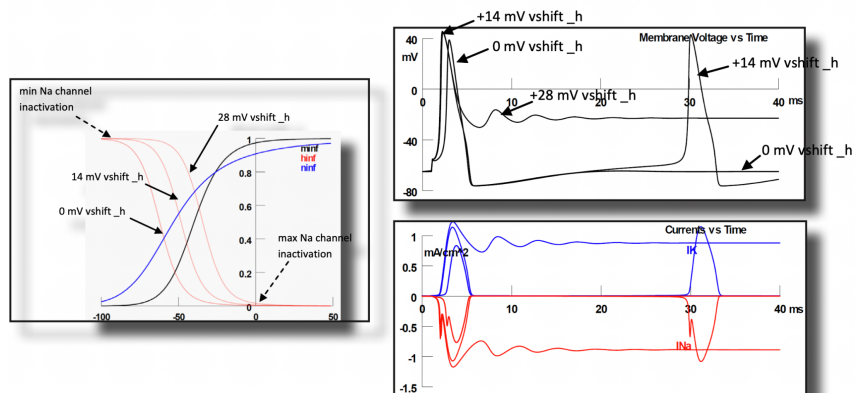 min Na channel
inactivation
28 mV vshift _h
14 mV vshift _h
0 mV vshift _h
max Na channel
inactivation
minf
hinf
ninf
1
0.8
0.6
0.4
0.2
0
-100
-50
0
50
+14 mV vshift _h
0 mV vshift _h
+28 mV vshift _h
Membrane Voltage vs Time
+14 mV vshift _h
0 mV vshift _h
40
mV
0
-40
-80
0
10
20
30
40 ms
Currents vs Time
1
mA/cm^2
0.5
0
-0.5
-1
-1.5
0
10
20
30
40 ms
IK
INa